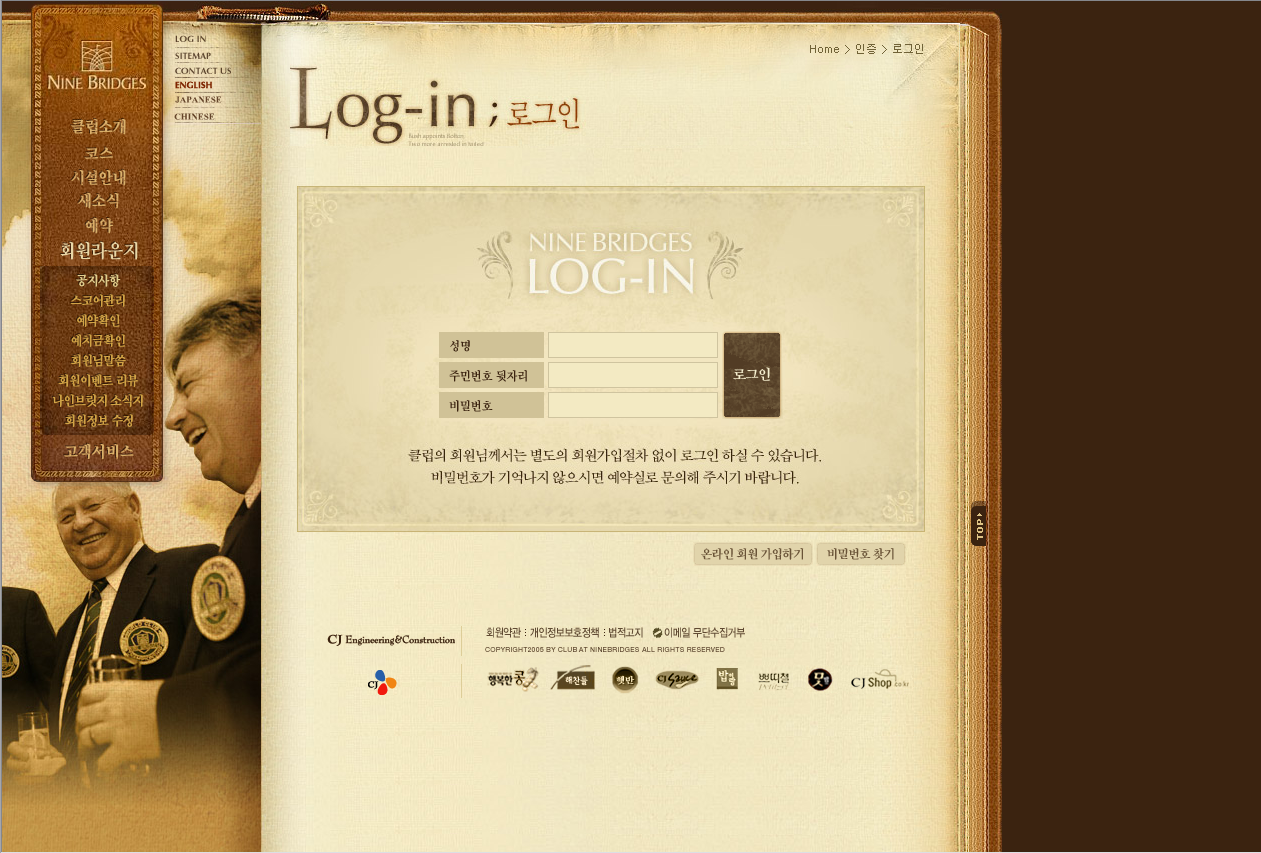 NINE BRIDGES
클럽소개
코스
시설안내
새소식
예약
회원라운지
공지사항
스코어관리
예약확인
예치금확인
회원님말씀
회원이벤트 리뷰
나인브릿지 소식지
회원정보 수정
고객서비스
LOG IN
SITEMAP
CONTACT US
ENGLISH
JAPANESE
CHINESE
Home > 인증 > 로그인
Log-in ; 로그인
NINE BRIDGES
LOG-IN
성명
주민번호 뒷자리
비밀번호
로그인
클럽의 회원님께서는 별도의 회원가입절차 없이 로그인 하실 수 있습니다.
비밀번호가 기억나지 않으시면 예약실로 문의해 주시기 바랍니다.
온라인 회원 가입하기
비밀번호 찾기
TOP
CJ Engineering&Construction
회원약관 : 개인정보보호정책 : 법적고지 이메일 무단수집거부
COPYRIGHT2006 BY CLUB AT NINEBRIDGES ALL RIGHTS RESERVED
CJ
행복한 콩
해찬들
햇반
CJ Sauce
쁘띠첼
CJ Shop.co.kr
WORLD CLUB